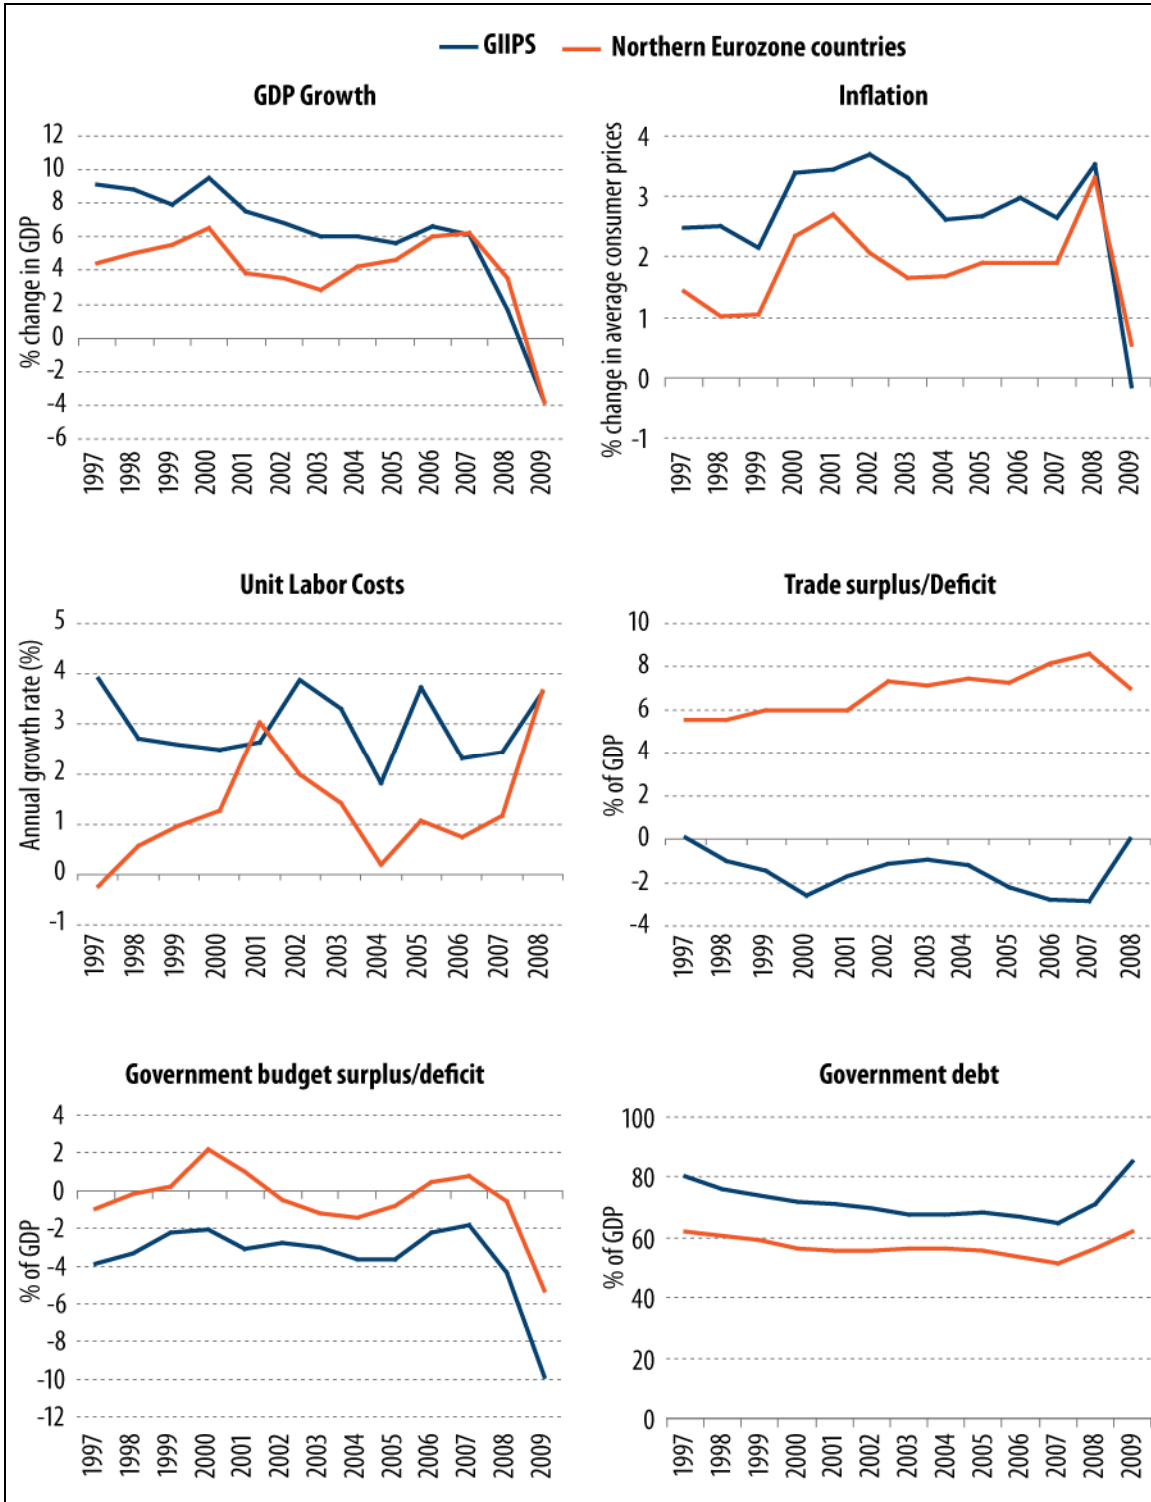 GIIPS Northern Eurozone countries
GDP Growth
% change in GDP
12
10
8
6
4
2
0
-2
-4
-6
1997 1998 1999 2000 2001 2002 2003 2004 2005 2006 2007 2008 2009
Inflation
% change in average consumer prices
4
3
2
1
0
-1
1997 1998 1999 2000 2001 2002 2003 2004 2005 2006 2007 2008 2009
Unit Labor Costs
Annual growth rate (%)
5
4
3
2
1
0
-1
1997 1998 1999 2000 2001 2002 2003 2004 2005 2006 2007 2008
Trade surplus/Deficit
% of GDP
10
8
6
4
2
0
-2
-4
1997 1998 1999 2000 2001 2002 2003 2004 2005 2006 2007 2008
Government budget surplus/deficit
% of GDP
4
2
0
-2
-4
-6
-8
-10
-12
1997 1998 1999 2000 2001 2002 2003 2004 2005 2006 2007 2008 2009
Government debt
% of GDP
100
80
60
40
20
0
1997 1998 1999 2000 2001 2002 2003 2004 2005 2006 2007 2008 2009